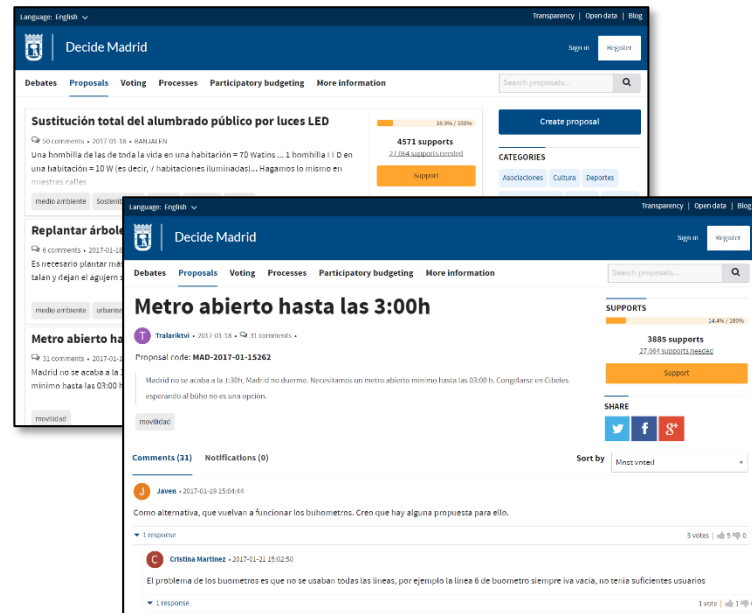 Language: English
Transparency | Open data | Blog
Decide Madrid
Sign in
Register
Debates Proposals Voting Processes Participatory budgeting More information
Search proposals...
Sustitución total del alumbrado público por luces LED
50 comments • 2017-01-18 • RANJALEN
Una bombilla de las de toda la vida en una habitación = 70 Watios ... 1 bombilla LED en
una habitación = 10 W (es decir, 7 habitaciones iluminadas)... Hagamos lo mismo en
nuestras calles
medio ambiente
16.9% / 100%
4571 supports
27,064 supports needed
Support
Create proposal
CATEGORIES
Asociaciones Cultura Deportes
Replantar árbole
6 comments • 2017-01-18
Es necesario plantar má
talan y dejan el agujero
medio ambiente
Metro abierto ha
31 comments • 2017-01-1
Madrid no se acaba a la
mínimo hasta las 03:00 h
movilidad
Language: English
Transparency | Open data | Blog
Decide Madrid
Sign in
Register
Debates Proposals Voting Processes Participatory budgeting More information
Search proposals...
Metro abierto hasta las 3:00h
T Tralariktvi • 2017-01-18 • 31 comments •
Proposal code: MAD-2017-01-15262
Madrid no se acaba a la 1:30h, Madrid no duerme. Necesitamos un metro abierto mínimo hasta las 03:00 h. Congelarse en Cibeles
esperando al búho no es una opción.
movilidad
SUPPORTS
14.4% / 100%
3885 supports
27,064 supports needed
Support
SHARE
f g+
Comments (31) Notifications (0)
Sort by Most voted
J Javen • 2017-01-19 15:04:44
Como alternativa, que vuelvan a funcionar los buhometros. Creo que hay alguna propuesta para ello.
1 response
5 votes | 5 0
C Cristina Martinez • 2017-01-21 15:02:50
El problema de los buometros es que no se usaban todas las lineas, por ejemplo la linea 6 de buometro siempre iva vacia, no tenia suficientes usuarios
1 response
1 vote | 1